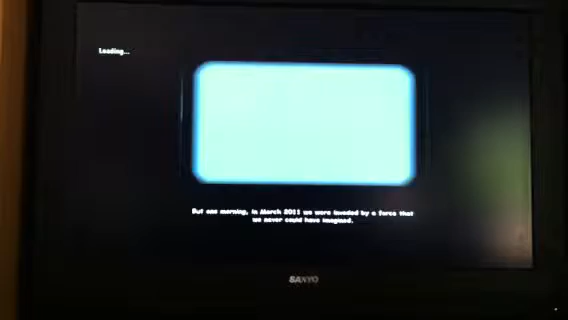 Loading...
But one morning, in March 2011 we were invaded by a force that
we never could have imagined.
SANYO